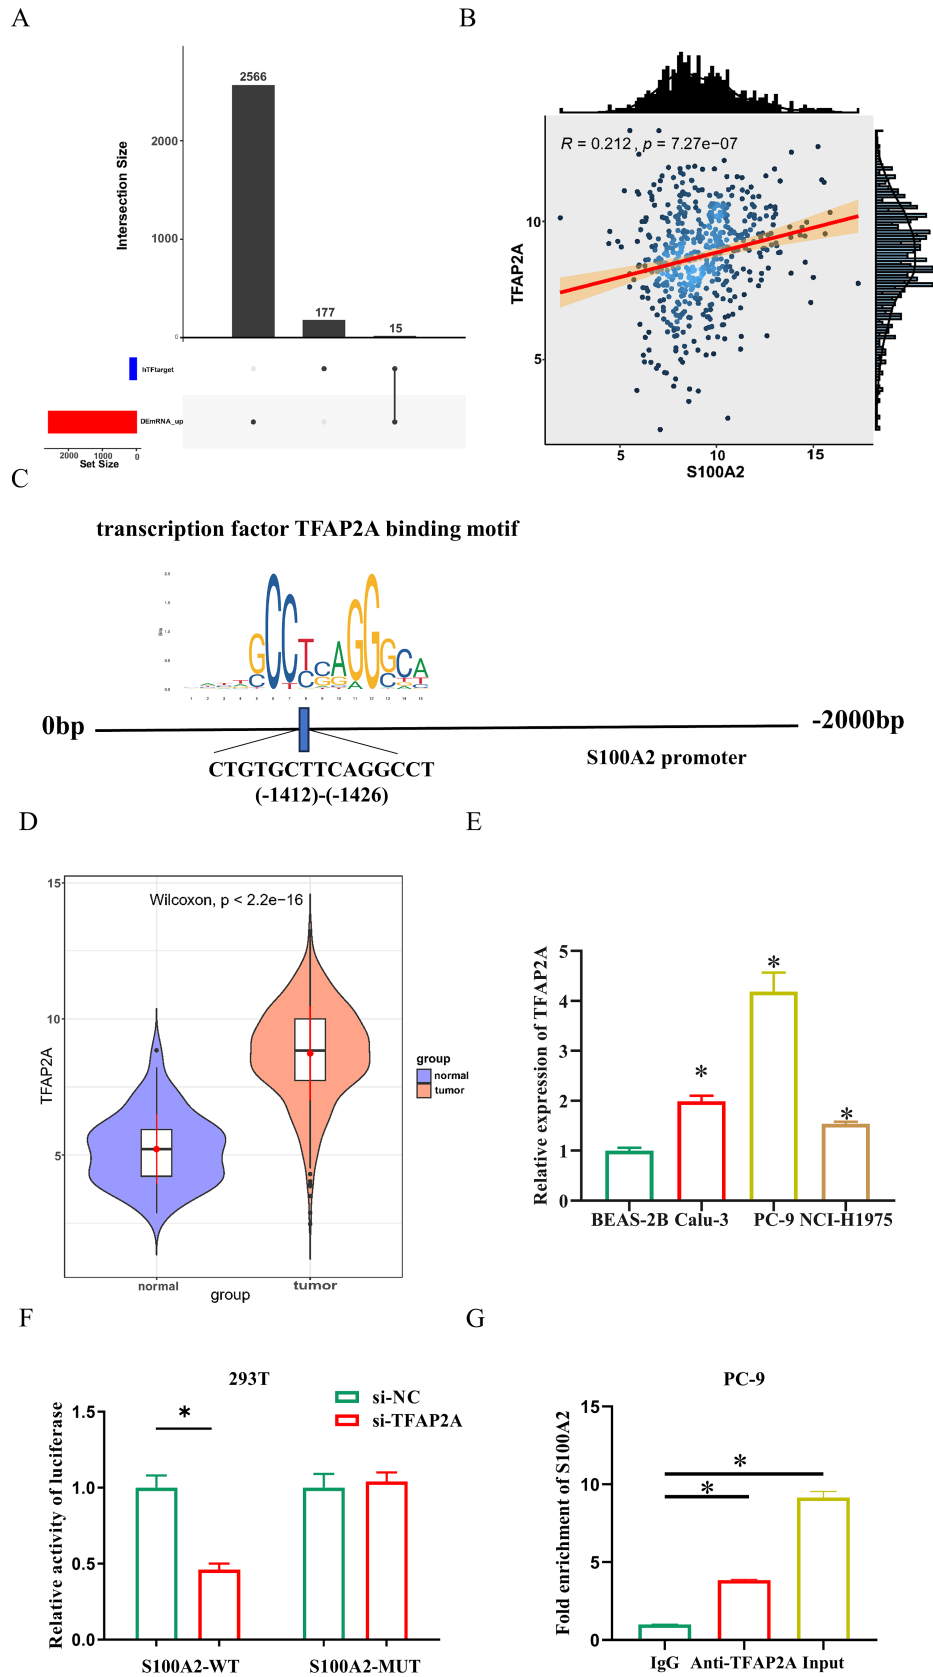 A
2566
2000
1000
0
177
15
Intersection Size
hTFtarget
DEmRNA_up
2000 1000 0
Set Size
B
R = 0.212, p = 7.27e−07
10
5
TFAP2A
5 10 15
S100A2
C
transcription factor TFAP2A binding motif
0bp
-2000bp
S100A2 promoter
CTGTGCTTCAGGCCT
(-1412)-(-1426)
D
15
10
5
TFAP2A
Wilcoxon, p < 2.2e−16
group
normal
tumor
normal tumor
group
E
Relative expression of TFAP2A
5
4
3
2
1
0
* * *
BEAS-2B Calu-3 PC-9 NCI-H1975
F
293T
si-NC
si-TFAP2A
Relative activity of luciferase
1.5
1.0
0.5
0.0
*
S100A2-WT S100A2-MUT
G
PC-9
Fold enrichment of S100A2
15
10
5
0
*
*
IgG Anti-TFAP2A Input